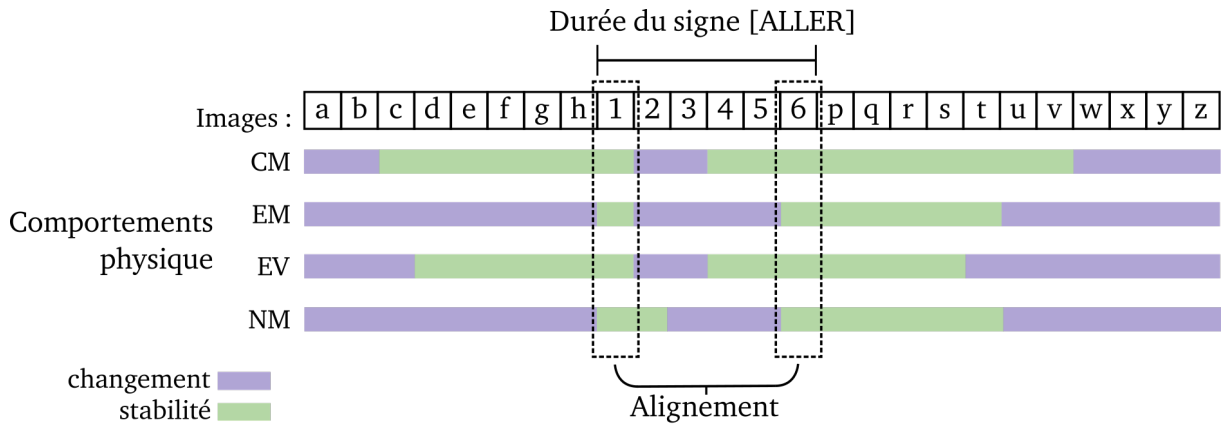 Durée du signe [ALLER]
Images : a b c d e f g h 1 2 3 4 5 6 p q r s t u v w x y z
CM
EM
Comportements
physique
EV
NM
changement
stabilité
Alignement